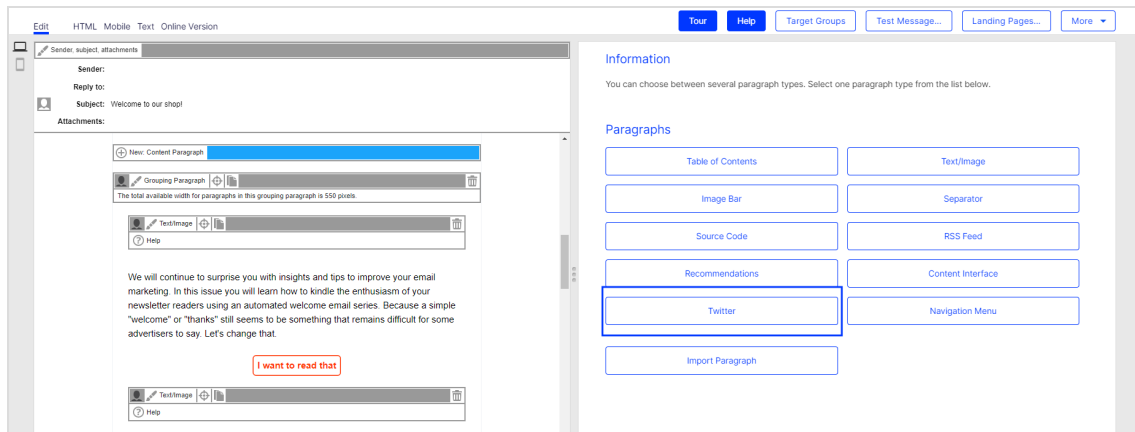 Edit HTML Mobile Text Online Version
Tour Help Target Groups Test Message... Landing Pages... More
Sender, subject, attachments
Sender:
Reply to:
Subject: Welcome to our shop!
Attachments:
New: Content Paragraph
Grouping Paragraph
The total available width for paragraphs in this grouping paragraph is 550 pixels.
Text/Image
? Help
We will continue to surprise you with insights and tips to improve your email
marketing. In this issue you will learn how to kindle the enthusiasm of your
newsletter readers using an automated welcome email series. Because a simple
"welcome" or "thanks" still seems to be something that remains difficult for some
advertisers to say. Let's change that.
I want to read that
Text/Image
? Help
Information
You can choose between several paragraph types. Select one paragraph type from the list below.
Paragraphs
Table of Contents Text/Image
Image Bar Separator
Source Code RSS Feed
Recommendations Content Interface
Twitter Navigation Menu
Import Paragraph